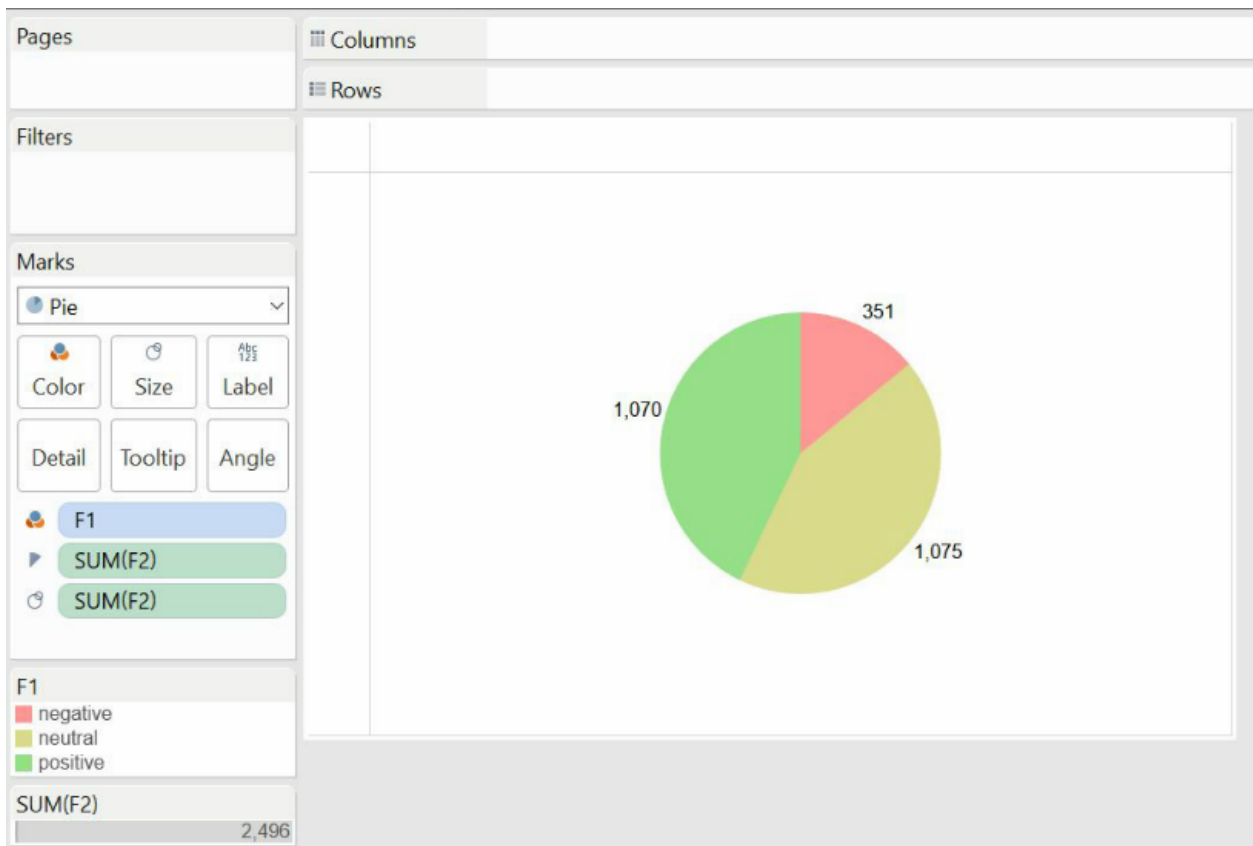 Pages
Columns
Rows
Filters
Marks
Pie
Color
Size
Abc
123
Label
Detail
Tooltip
Angle
F1
SUM(F2)
SUM(F2)
F1
negative
neutral
positive
SUM(F2)
2,496
351
1,070
1,075